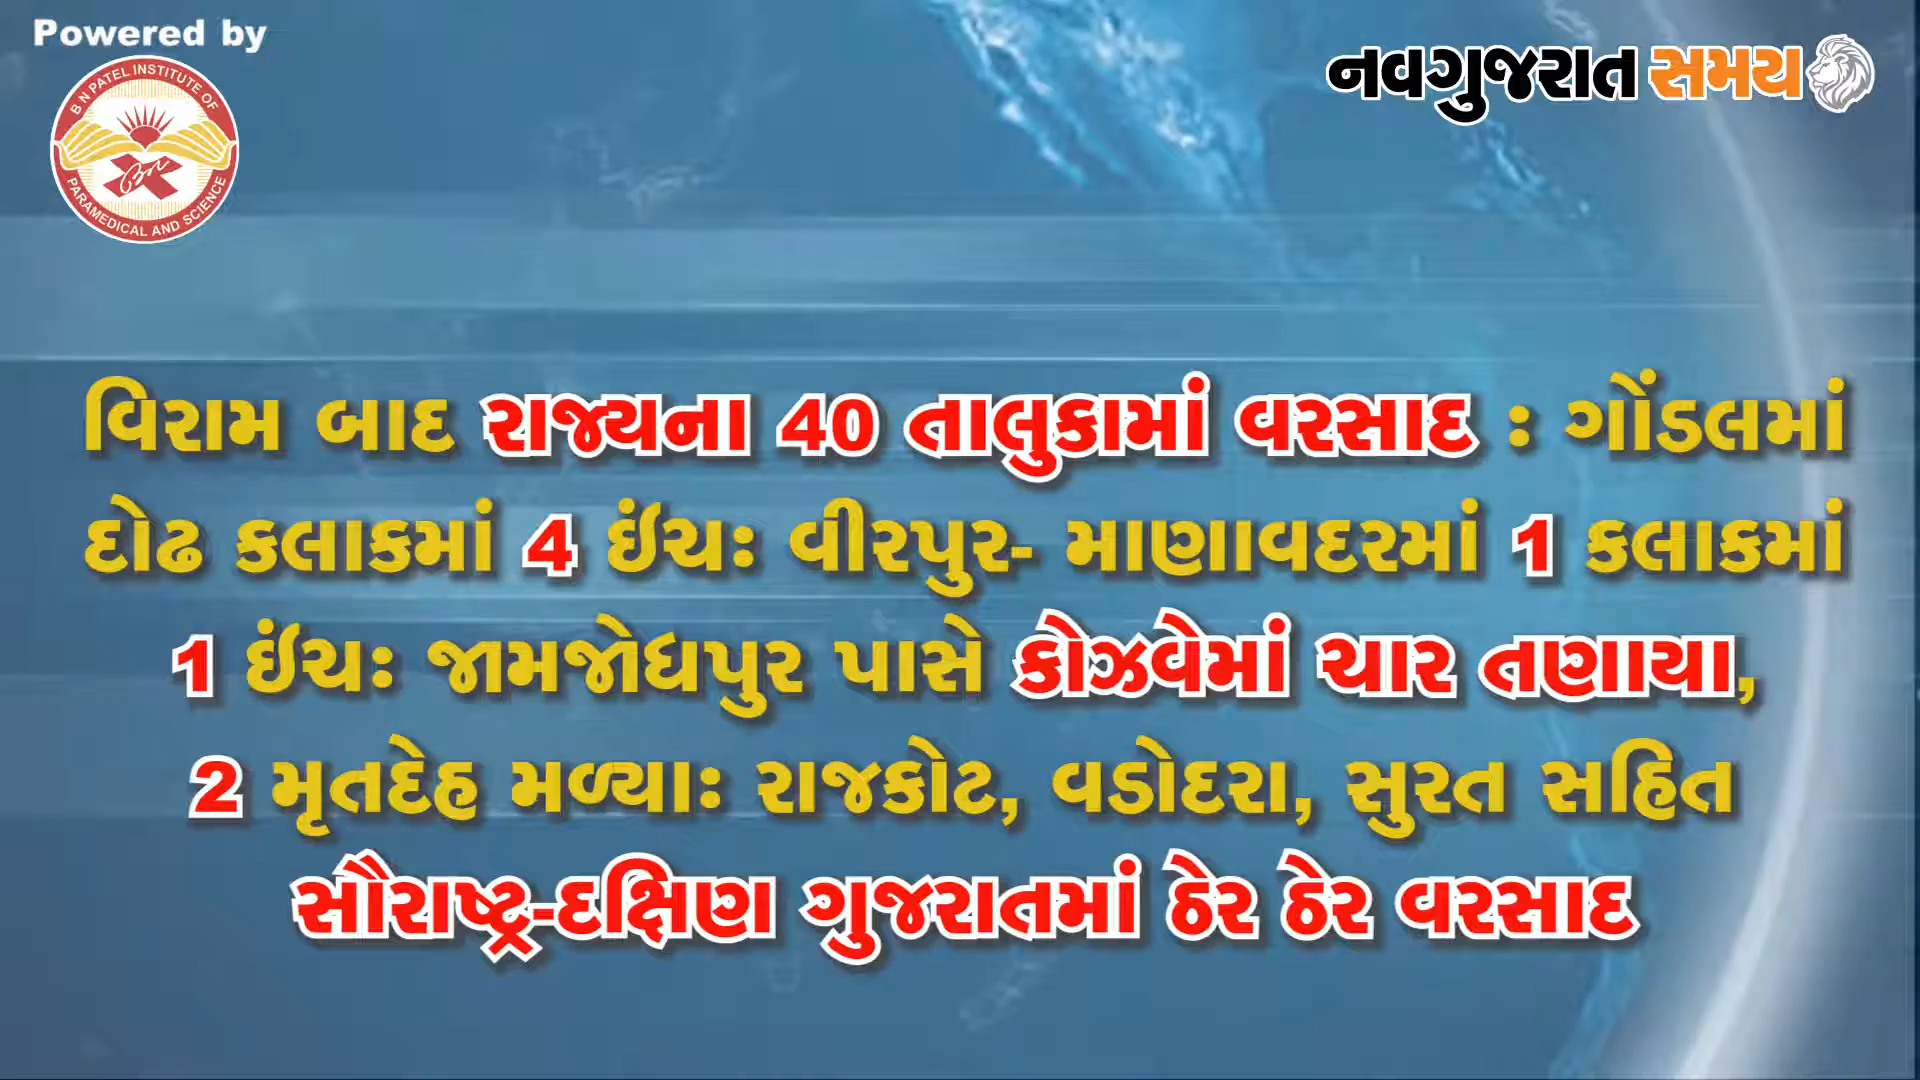 Powered by
B N PATEL INSTITUTE OF
PARAMEDICAL AND SCIENCE
નવગુજરાત સમય
વિરામ બાદ રાજ્યના 40 તાલુકામાં વરસાદ : ગોંડલમાં
દોઢ કલાકમાં 4 ઇંચઃ વીરપુર- માણાવદરમાં 1 કલાકમાં
1 ઇંચઃ જામજોધપુર પાસે કોઝવેમાં ચાર તણાયા,
2 મૃતદેહ મળ્યાઃ રાજકોટ, વડોદરા, સુરત સહિત
સૌરાષ્ટ્ર-દક્ષિણ ગુજરાતમાં ઠેર ઠેર વરસાદ